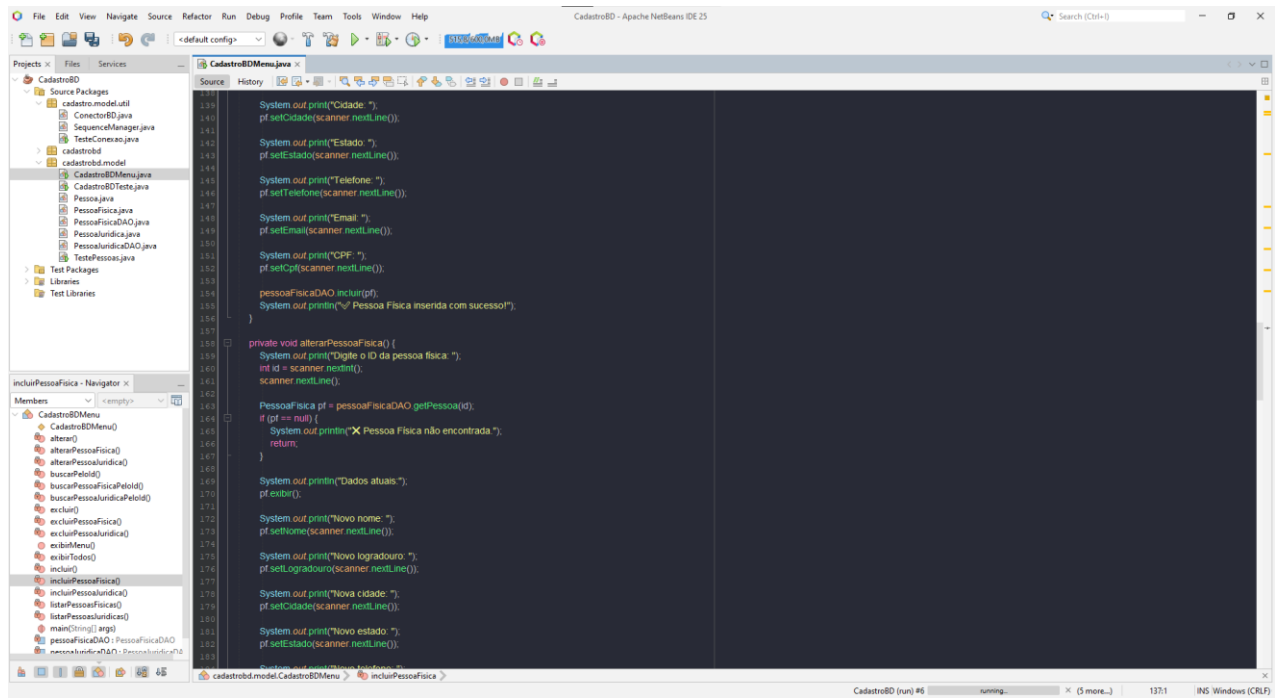 File Edit View Navigate Source Refactor Run Debug Profile Team Tools Window Help
CadastroBD - Apache NetBeans IDE 25
Search (Ctrl+I)
<default config>
Projects Files Services
CadastroBD
Source Packages
cadastro.model.util
ConectorBD.java
SequenceManager.java
TesteConexao.java
cadastrobd
cadastrobd.model
CadastroBDMenu.java
CadastroBDTeste.java
Pessoa.java
PessoaFisica.java
PessoaFisicaDAO.java
PessoaJuridica.java
PessoaJuridicaDAO.java
TestePessoas.java
Test Packages
Libraries
Test Libraries
incluirPessoaFisica - Navigator
Members <empty>
CadastroBDMenu
CadastroBDMenu()
alterar()
alterarPessoaFisica()
alterarPessoaJuridica()
buscarPeloId()
buscarPessoaFisicaPeloId()
buscarPessoaJuridicaPeloId()
excluir()
excluirPessoaFisica()
excluirPessoaJuridica()
exibirMenu()
exibirTodos()
incluir()
incluirPessoaFisica()
incluirPessoaJuridica()
listarPessoasFisicas()
listarPessoasJuridicas()
main(String[] args)
pessoaFisicaDAO : PessoaFisicaDAO
pessoaJuridicaDAO : PessoaJuridicaDA
CadastroBDMenu.java
Source History
138
139 System.out.print("Cidade: ");
140 pf.setCidade(scanner.nextLine());
141
142 System.out.print("Estado: ");
143 pf.setEstado(scanner.nextLine());
144
145 System.out.print("Telefone: ");
146 pf.setTelefone(scanner.nextLine());
147
148 System.out.print("Email: ");
149 pf.setEmail(scanner.nextLine());
150
151 System.out.print("CPF: ");
152 pf.setCpf(scanner.nextLine());
153
154 pessoaFisicaDAO.incluir(pf);
155 System.out.println("✅ Pessoa Física inserida com sucesso!");
156 }
157
158 private void alterarPessoaFisica() {
159 System.out.print("Digite o ID da pessoa física: ");
160 int id = scanner.nextInt();
161 scanner.nextLine();
162
163 PessoaFisica pf = pessoaFisicaDAO.getPessoa(id);
164 if (pf == null) {
165 System.out.println("❌ Pessoa Física não encontrada.");
166 return;
167 }
168
169 System.out.println("Dados atuais:");
170 pf.exibir();
171
172 System.out.print("Novo nome: ");
173 pf.setNome(scanner.nextLine());
174
175 System.out.print("Novo logradouro: ");
176 pf.setLogradouro(scanner.nextLine());
177
178 System.out.print("Nova cidade: ");
179 pf.setCidade(scanner.nextLine());
180
181 System.out.print("Novo estado: ");
182 pf.setEstado(scanner.nextLine());
183
System.out.print("Novo telefone: ");
cadastrobd.model.CadastroBDMenu incluirPessoaFisica
CadastroBD (run) #6 running... (5 more...) 137:1 INS Windows (CRLF)